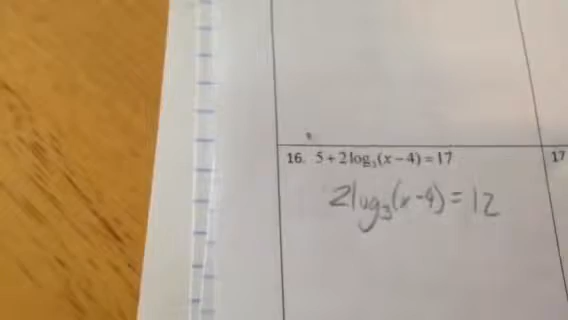 16. 5 + 2 log₃(x − 4) = 17
17
2log₃(x-4) = 12